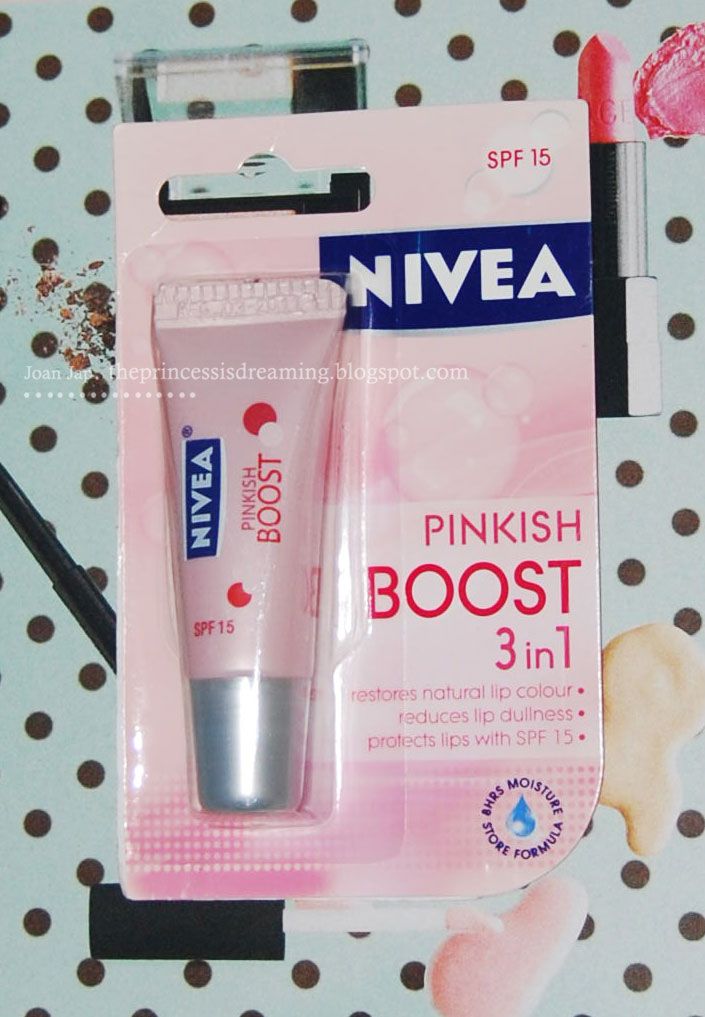 SPF 15
NIVEA
Joan Jap.. theprincessisdreaming.blogspot.com
NIVEA®
PINKISH
BOOST
SPF 15
PINKISH
BOOST
3 in 1
restores natural lip colour •
reduces lip dullness •
protects lips with SPF 15 •
8HRS MOISTURE
STORE FORMULA